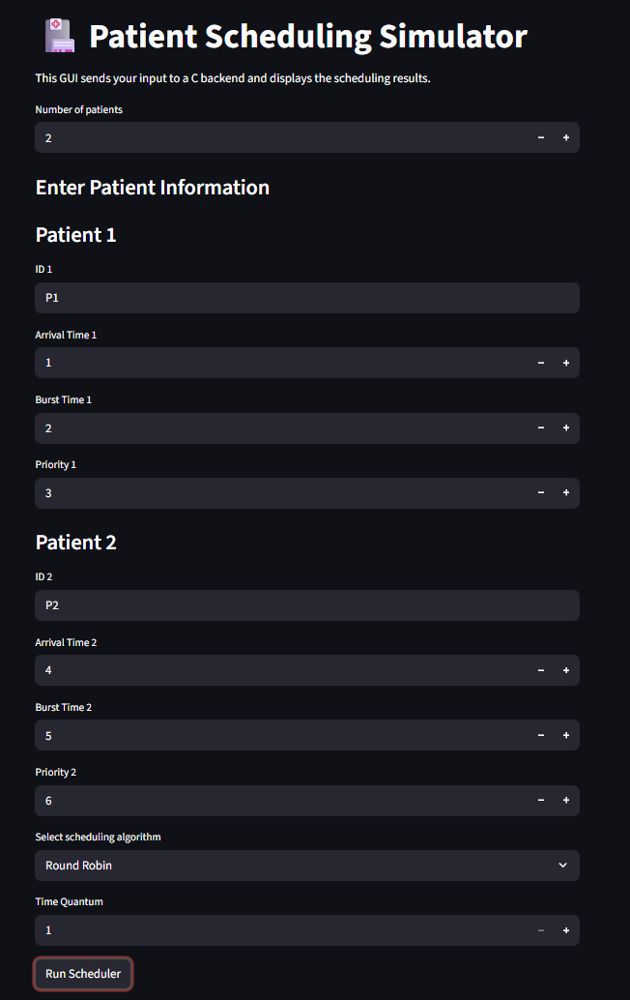 Patient Scheduling Simulator
This GUI sends your input to a C backend and displays the scheduling results.
Number of patients
2
Enter Patient Information
Patient 1
ID 1
P1
Arrival Time 1
1
Burst Time 1
2
Priority 1
3
Patient 2
ID 2
P2
Arrival Time 2
4
Burst Time 2
5
Priority 2
6
Select scheduling algorithm
Round Robin
Time Quantum
1
Run Scheduler